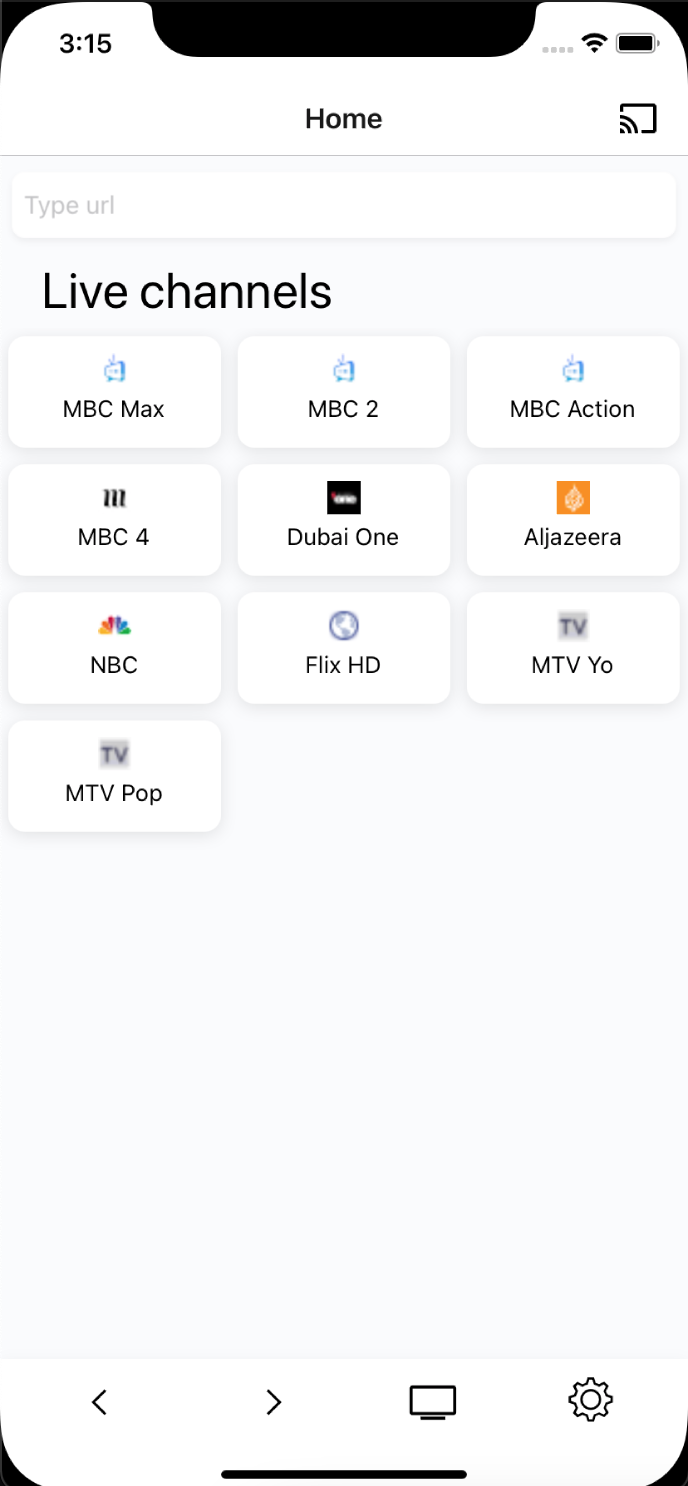 3:15
Home
Type url
Live channels
MBC Max
MBC 2
MBC Action
MBC 4
one
Dubai One
Aljazeera
NBC
Flix HD
TV
MTV Yo
TV
MTV Pop